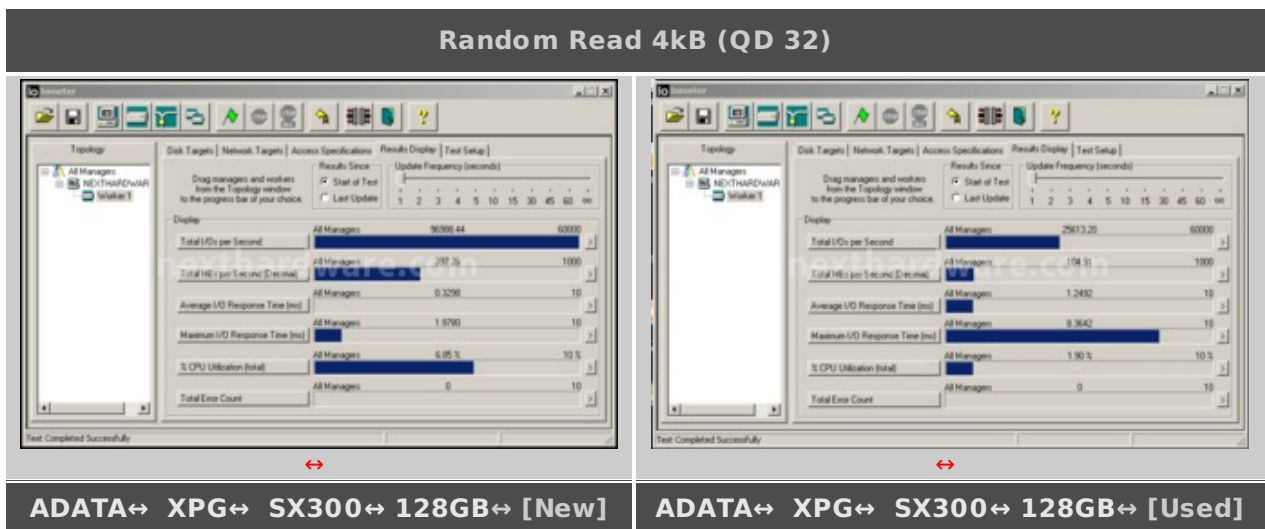 Random Read 4kB (QD 32)
Iometer
Topology
All Managers
NEXTHARDWAR
Worker 1
Disk Targets | Network Targets | Access Specifications | Results Display | Test Setup
Drag managers and workers
from the Topology window
to the progress bar of your choice.
Results Since
Start of Test
Last Update
Update Frequency (seconds)
1 2 3 4 5 10 15 30 45 60 ∞
Display
All Managers 96988.44 60000
Total I/Os per Second
All Managers 397.26 1000
Total MBs per Second (Decimal)
All Managers 0.3298 10
Average I/O Response Time (ms)
All Managers 1.9780 10
Maximum I/O Response Time (ms)
All Managers 6.05 % 10 %
% CPU Utilization (total)
All Managers 0 10
Total Error Count
Test Completed Successfully
nexthardware.com
↔
ADATA↔ XPG↔ SX300↔ 128GB↔ [New]
Iometer
Topology
All Managers
NEXTHARDWAR
Worker 1
Disk Targets | Network Targets | Access Specifications | Results Display | Test Setup
Drag managers and workers
from the Topology window
to the progress bar of your choice.
Results Since
Start of Test
Last Update
Update Frequency (seconds)
1 2 3 4 5 10 15 30 45 60 ∞
Display
All Managers 25613.20 60000
Total I/Os per Second
All Managers 104.91 1000
Total MBs per Second (Decimal)
All Managers 1.2492 10
Average I/O Response Time (ms)
All Managers 8.3642 10
Maximum I/O Response Time (ms)
All Managers 1.90 % 10 %
% CPU Utilization (total)
All Managers 0 10
Total Error Count
Test Completed Successfully
nexthardware.com
↔
ADATA↔ XPG↔ SX300↔ 128GB↔ [Used]